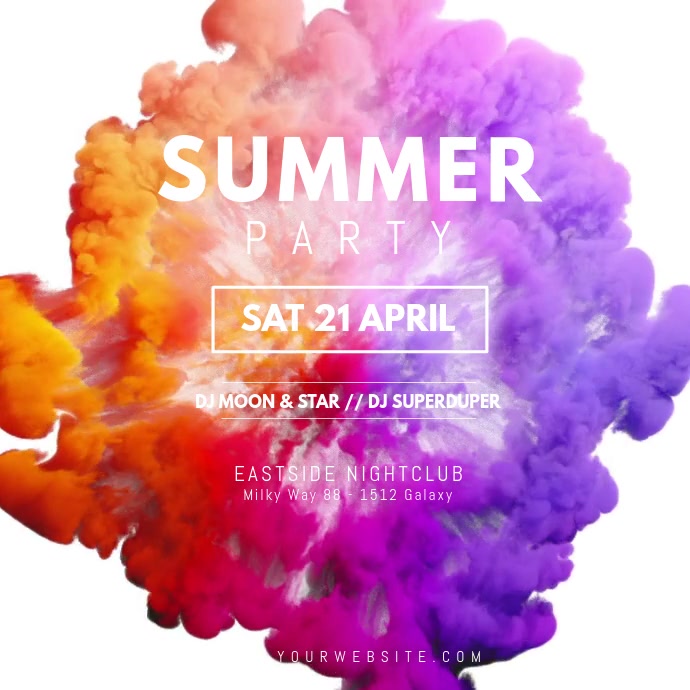 SUMMER
PARTY
SAT 21 APRIL
DJ MOON & STAR // DJ SUPERDUPER
EASTSIDE NIGHTCLUB
Milky Way 88 - 1512 Galaxy
YOURWEBSITE.COM